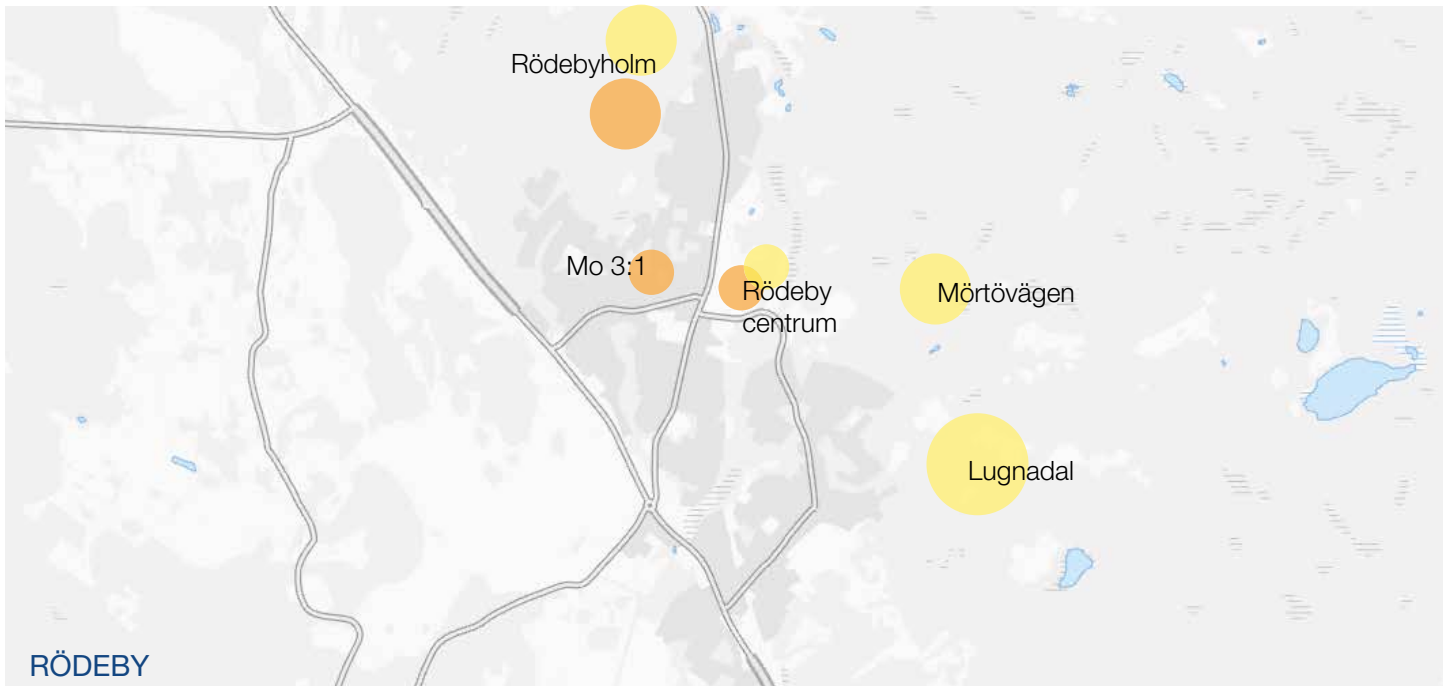 Rödebyholm
Mo 3:1
Rödeby
centrum
Mörtövägen
Lugnadal
RÖDEBY